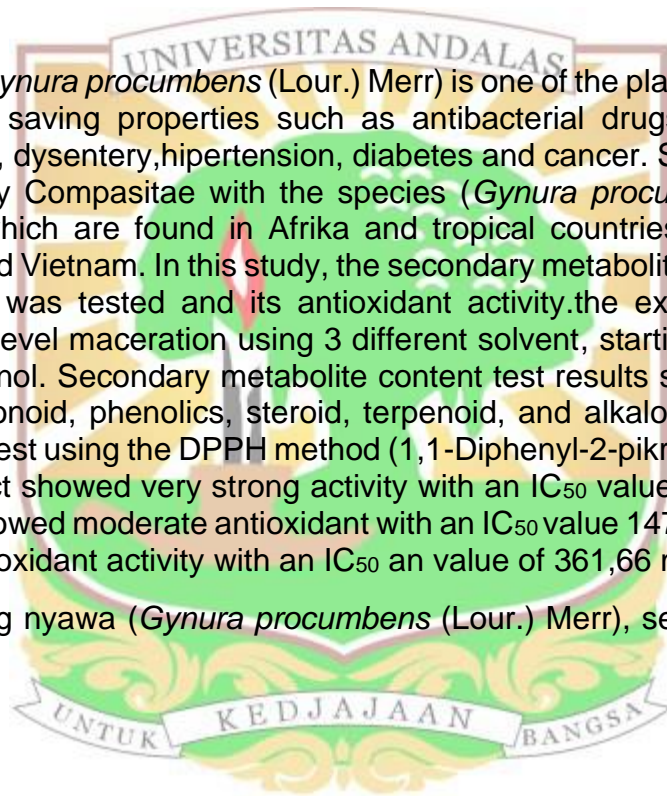 UNIVERSITAS ANDALAS
ynura procumbens (Lour.) Merr) is one of the pla
saving properties such as antibacterial drugs
, dysentery,hipertension, diabetes and cancer. S
y Compasitae with the species (Gynura procu
hich are found in Afrika and tropical countries
d Vietnam. In this study, the secondary metabolit
was tested and its antioxidant activity.the ex
evel maceration using 3 different solvent, starti
nol. Secondary metabolite content test results s
onoid, phenolics, steroid, terpenoid, and alkalo
est using the DPPH method (1,1-Diphenyl-2-pikr
ct showed very strong activity with an IC50 value
owed moderate antioxidant with an IC50 value 147
oxidant activity with an IC50 an value of 361,66 r
g nyawa (Gynura procumbens (Lour.) Merr), se
UNTUK KEDJAJAAN BANGSA